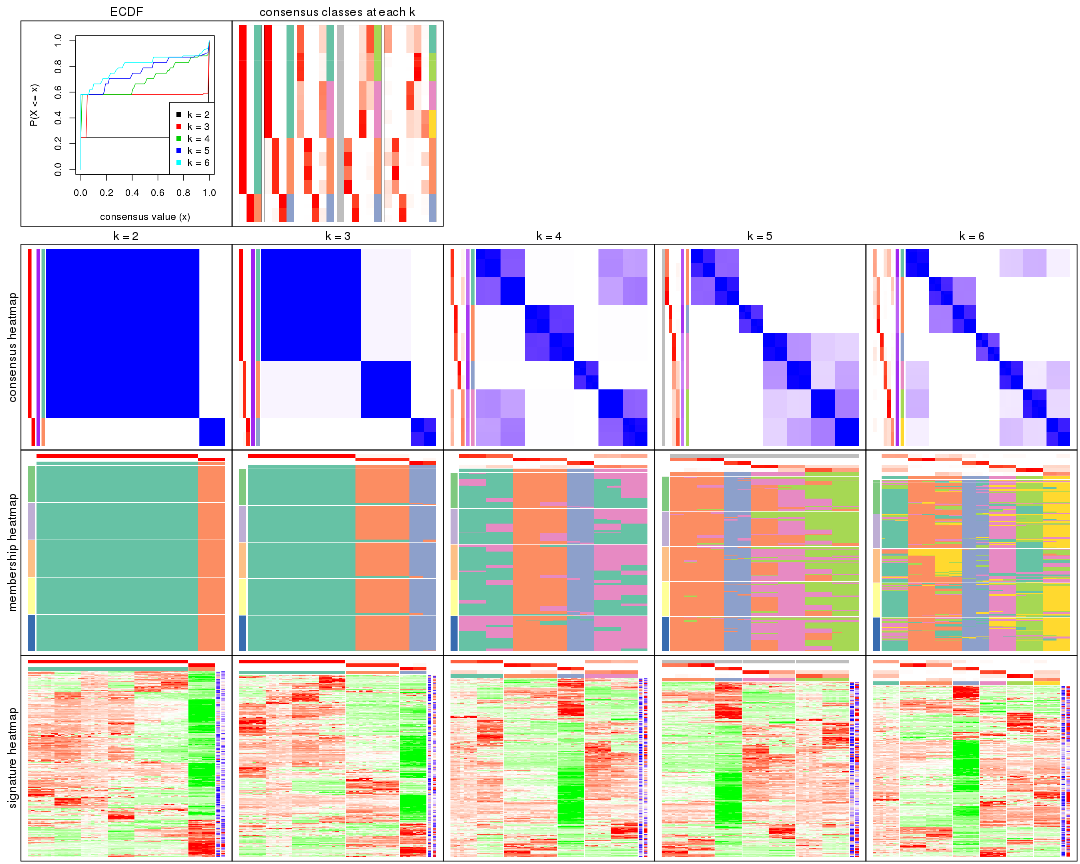 ECDF
consensus classes at each k
P(X <= x)
0.0 0.2 0.4 0.6 0.8 1.0
k = 2
k = 3
k = 4
k = 5
k = 6
0.0 0.2 0.4 0.6 0.8 1.0
consensus value (x)
k = 2
k = 3
k = 4
k = 5
k = 6
consensus heatmap
membership heatmap
signature heatmap